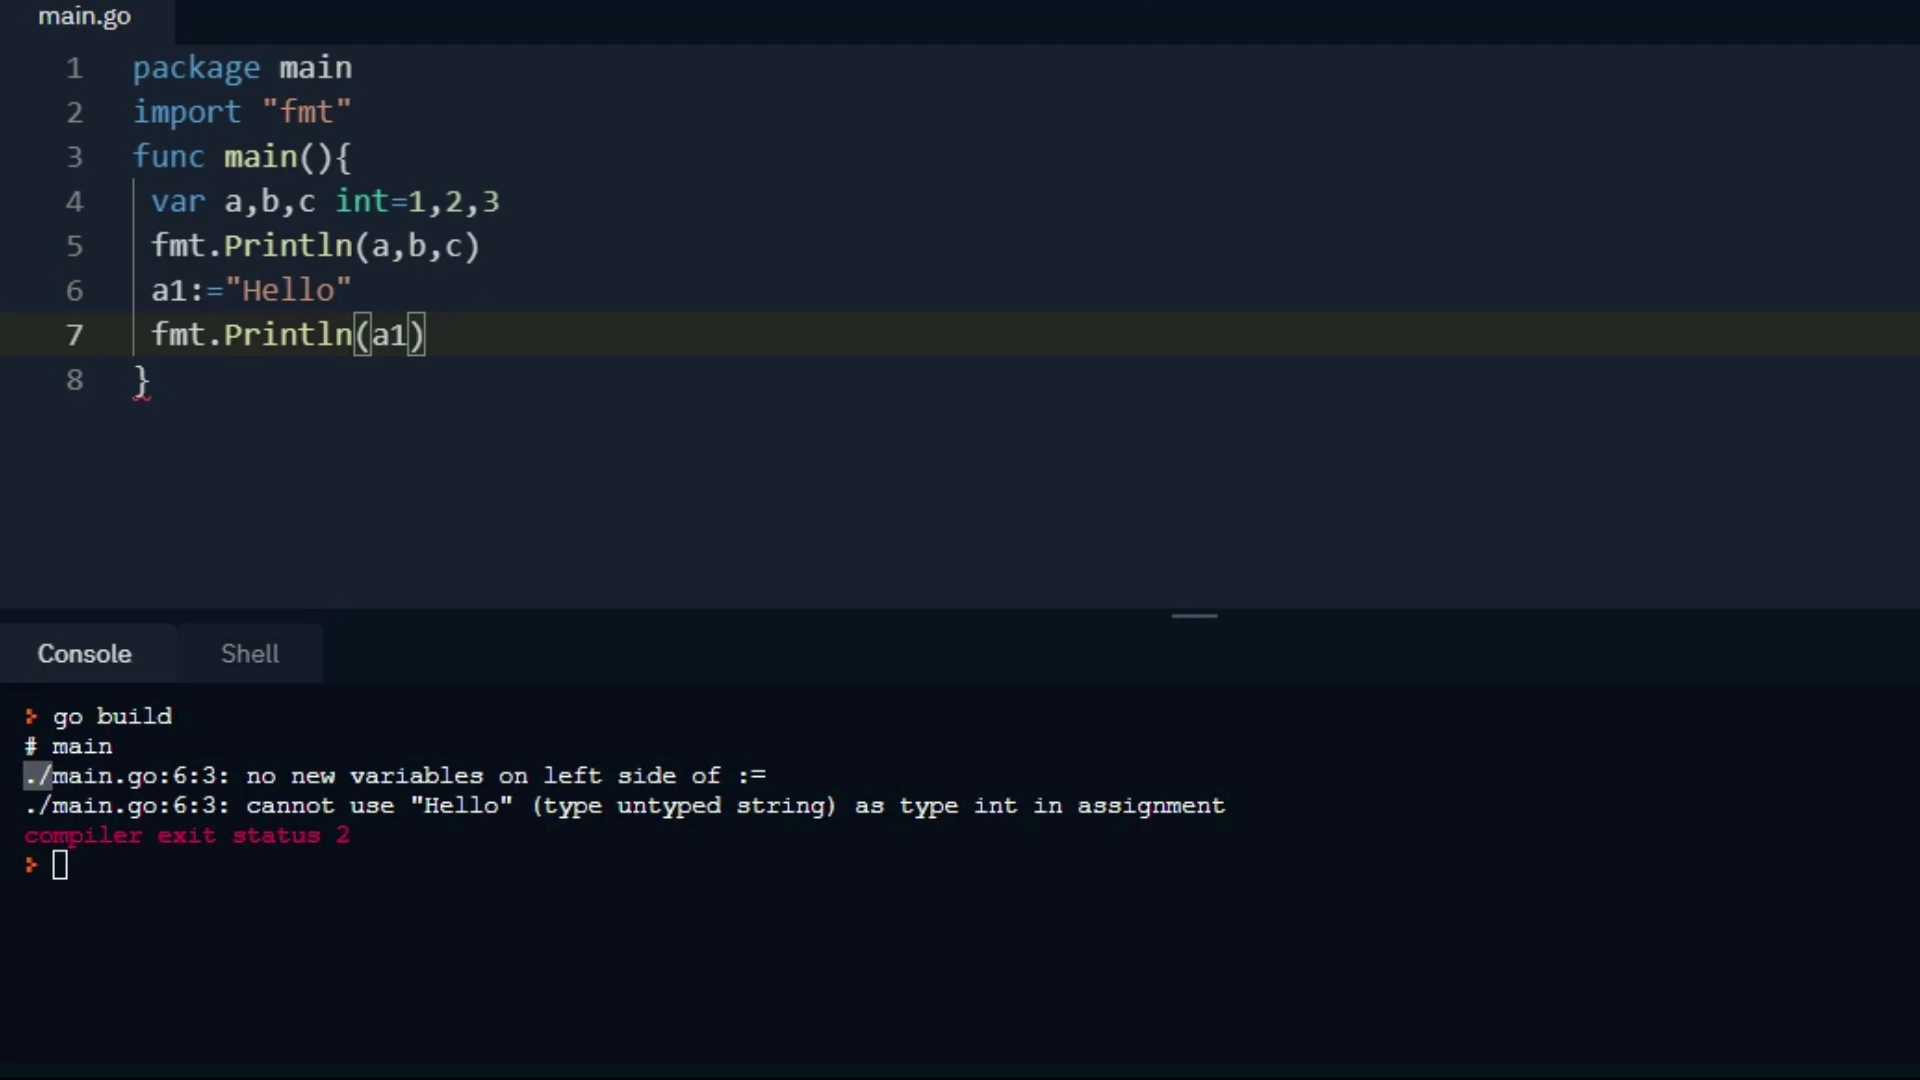 main.go
1 package main
2 import "fmt"
3 func main(){
4 var a,b,c int=1,2,3
5 fmt.Println(a,b,c)
6 a1:="Hello"
7 fmt.Println(a1)
8 }
Console Shell
> go build
# main
./main.go:6:3: no new variables on left side of :=
./main.go:6:3: cannot use "Hello" (type untyped string) as type int in assignment
compiler exit status 2
>